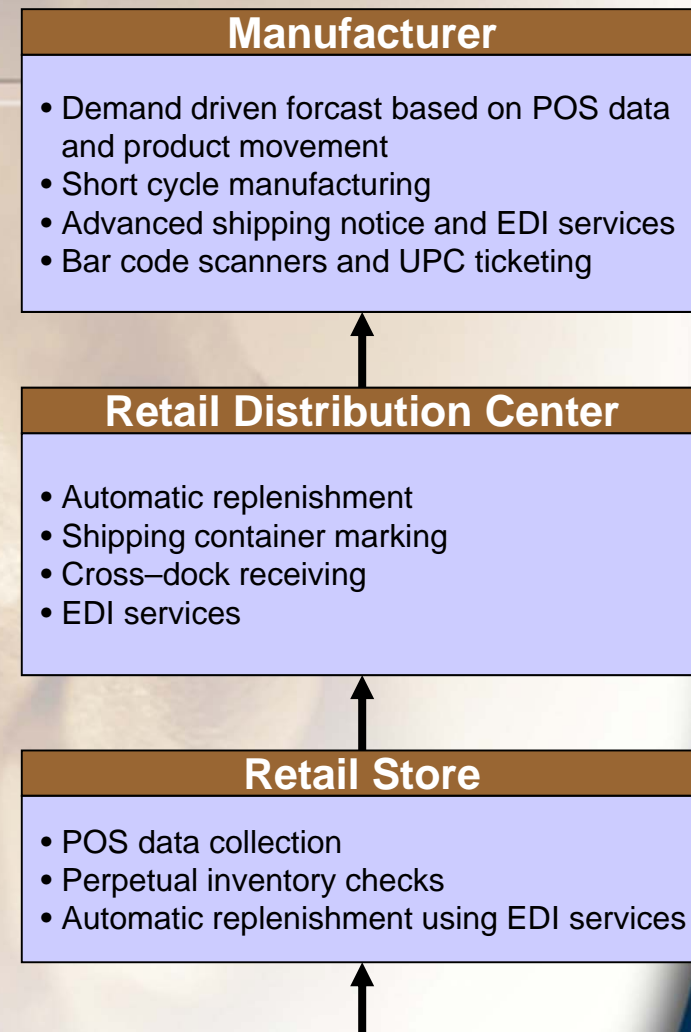 Manufacturer
• Demand driven forcast based on POS data
and product movement
• Short cycle manufacturing
• Advanced shipping notice and EDI services
• Bar code scanners and UPC ticketing
Retail Distribution Center
• Automatic replenishment
• Shipping container marking
• Cross–dock receiving
• EDI services
Retail Store
• POS data collection
• Perpetual inventory checks
• Automatic replenishment using EDI services